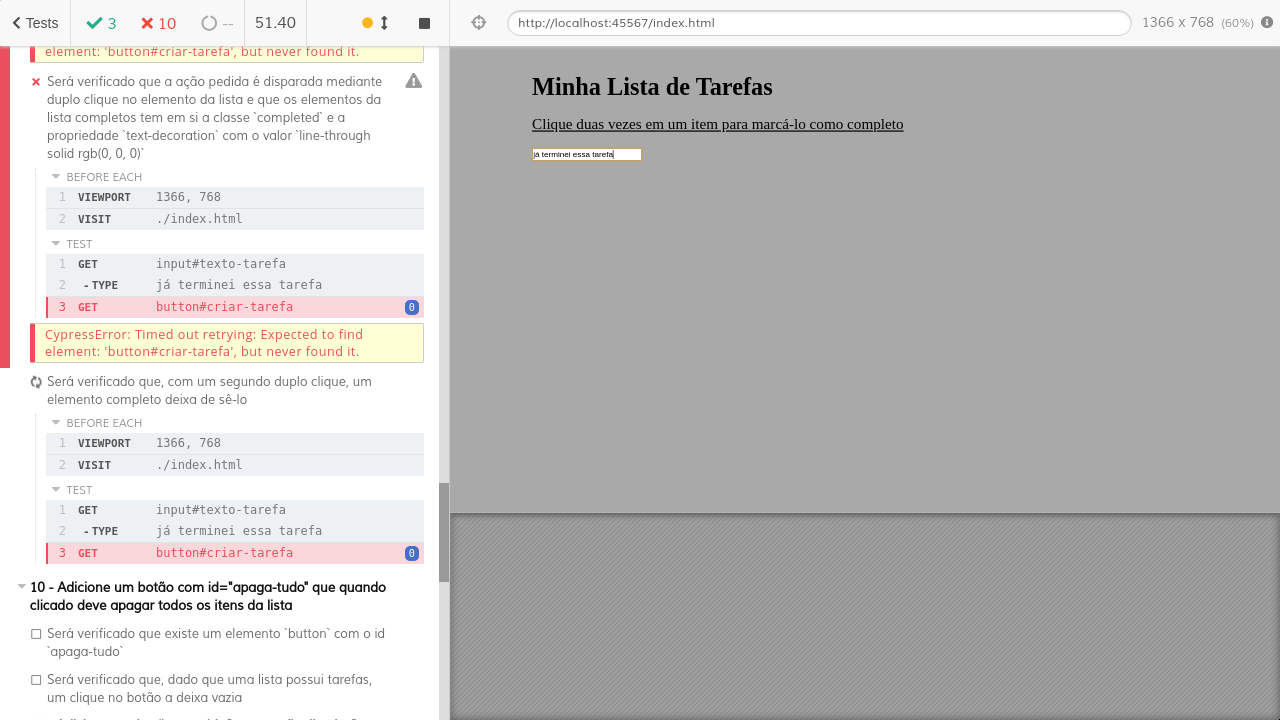 Tests
3
10
--
51.40
http://localhost:45567/index.html
1366 x 768 (60%)
element: 'button#criar-tarefa', but never found it.
Será verificado que a ação pedida é disparada mediante
duplo clique no elemento da lista e que os elementos da
lista completos tem em si a classe `completed` e a
propriedade `text-decoration` com o valor `line-through
solid rgb(0, 0, 0)`
BEFORE EACH
1 VIEWPORT 1366, 768
2 VISIT ./index.html
TEST
1 GET input#texto-tarefa
2 -TYPE já terminei essa tarefa
3 GET button#criar-tarefa 0
CypressError: Timed out retrying: Expected to find
element: 'button#criar-tarefa', but never found it.
Será verificado que, com um segundo duplo clique, um
elemento completo deixa de sê-lo
BEFORE EACH
1 VIEWPORT 1366, 768
2 VISIT ./index.html
TEST
1 GET input#texto-tarefa
2 -TYPE já terminei essa tarefa
3 GET button#criar-tarefa 0
10 - Adicione um botão com id="apaga-tudo" que quando
clicado deve apagar todos os itens da lista
Será verificado que existe um elemento `button` com o id
`apaga-tudo`
Será verificado que, dado que uma lista possui tarefas,
um clique no botão a deixa vazia
Minha Lista de Tarefas
Clique duas vezes em um item para marcá-lo como completo
já terminei essa tarefa